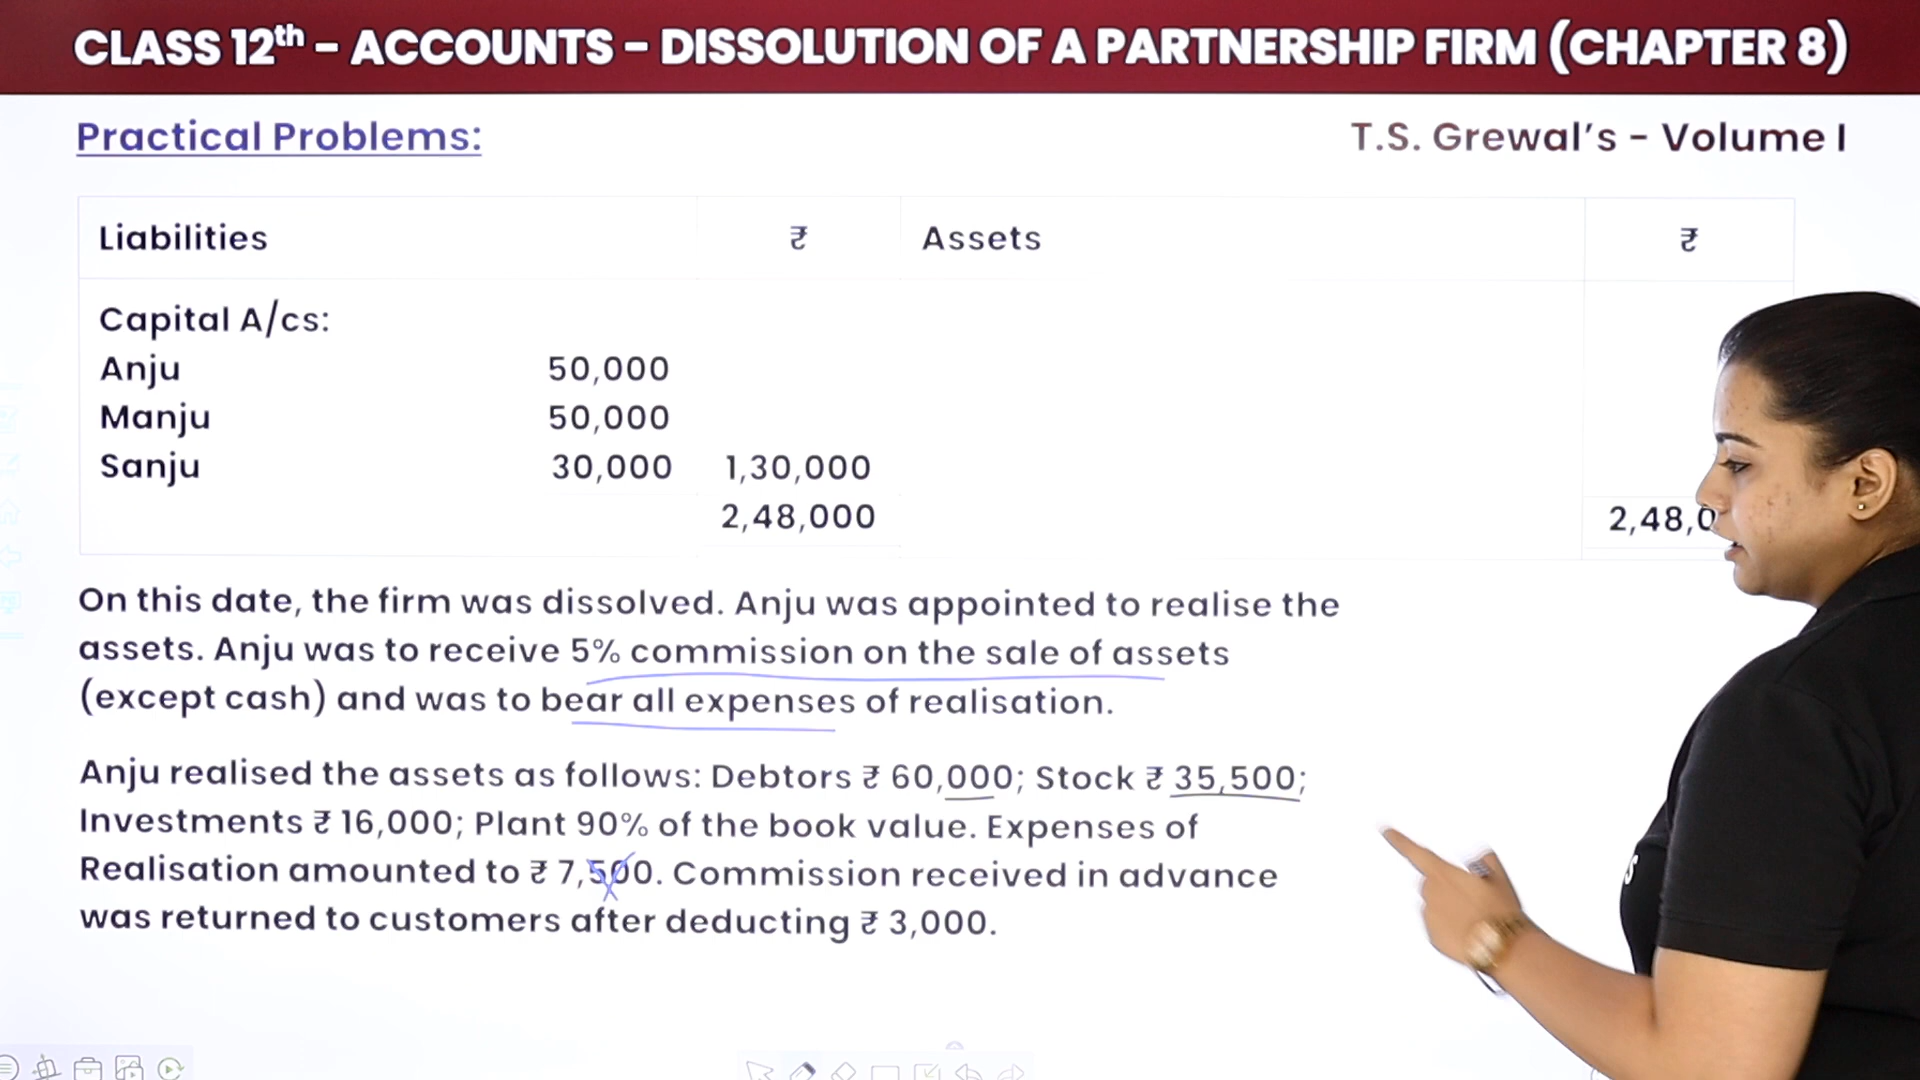 CLASS 12th – ACCOUNTS – DISSOLUTION OF A PARTNERSHIP FIRM (CHAPTER 8)
Practical Problems: T.S. Grewal's - Volume I
Liabilities ₹ Assets ₹
Capital A/cs:
Anju 50,000
Manju 50,000
Sanju 30,000 1,30,000
2,48,000 2,48,0
On this date, the firm was dissolved. Anju was appointed to realise the
assets. Anju was to receive 5% commission on the sale of assets
(except cash) and was to bear all expenses of realisation.
Anju realised the assets as follows: Debtors ₹ 60,000; Stock ₹ 35,500;
Investments ₹ 16,000; Plant 90% of the book value. Expenses of
Realisation amounted to ₹ 7,500. Commission received in advance
was returned to customers after deducting ₹ 3,000.